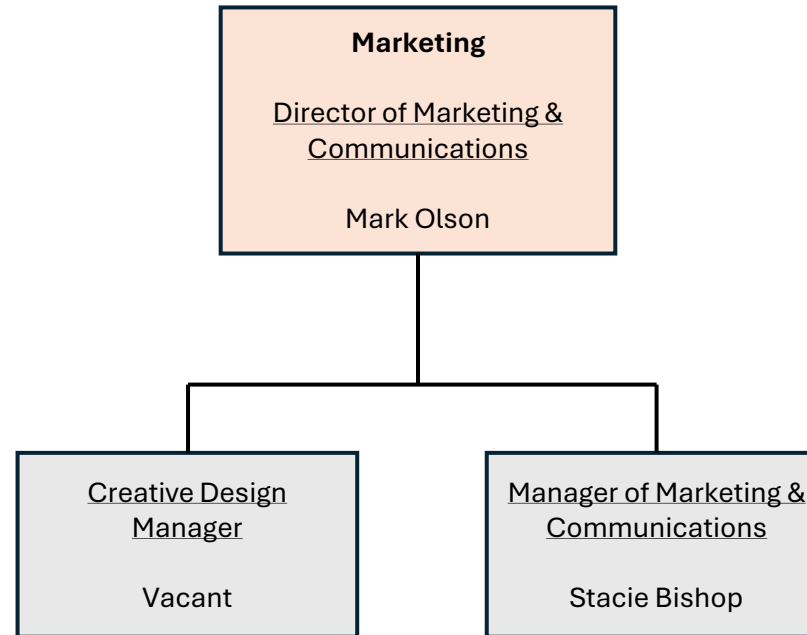 Marketing
Director of Marketing &
Communications
Mark Olson
Creative Design
Manager
Vacant
Manager of Marketing &
Communications
Stacie Bishop